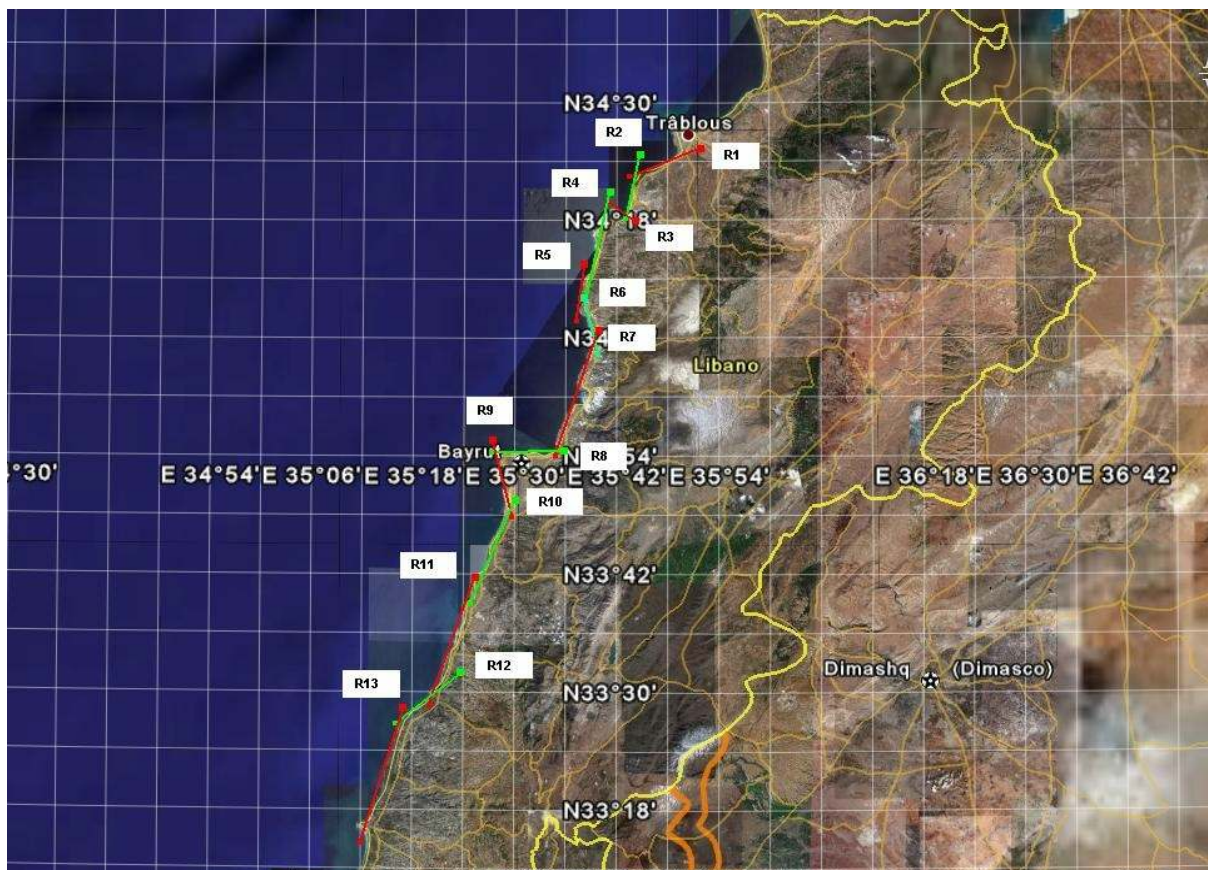 N34°30'
R2
Trâblous
R1
R4
N34°18'
R3
R5
R6
N34
R7
Libano
R9
Bayrut
54'
R8
4°30'
E 34°54'
E 35°06'
E 35°18'
E 35°30'
E 35°42'
E 35°54'
E 36°18'
E 36°30'
E 36°42'
R10
R11
N33°42'
R12
Dimashq
(Dimasco)
R13
N33°30'
N33°18'